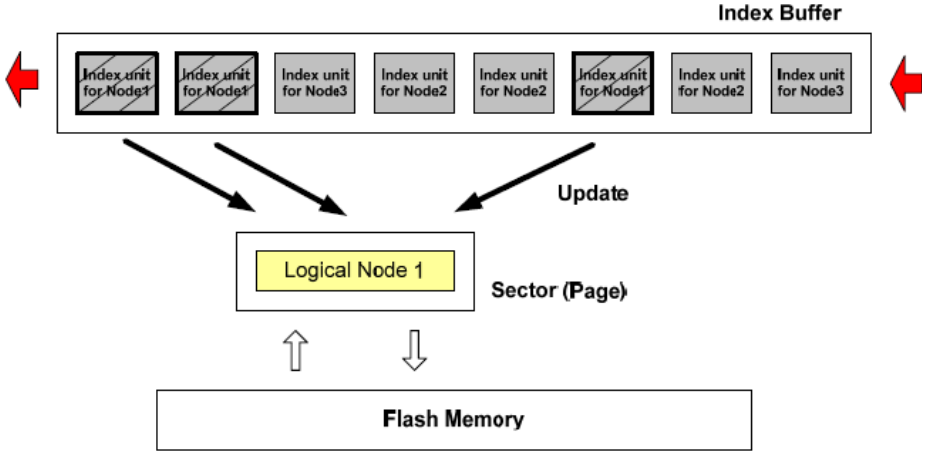 Index Buffer
Index unit
for Node1
Index unit
for Node1
Index unit
for Node3
Index unit
for Node2
Index unit
for Node2
Index unit
for Node1
Index unit
for Node2
Index unit
for Node3
Update
Logical Node 1
Sector (Page)
Flash Memory